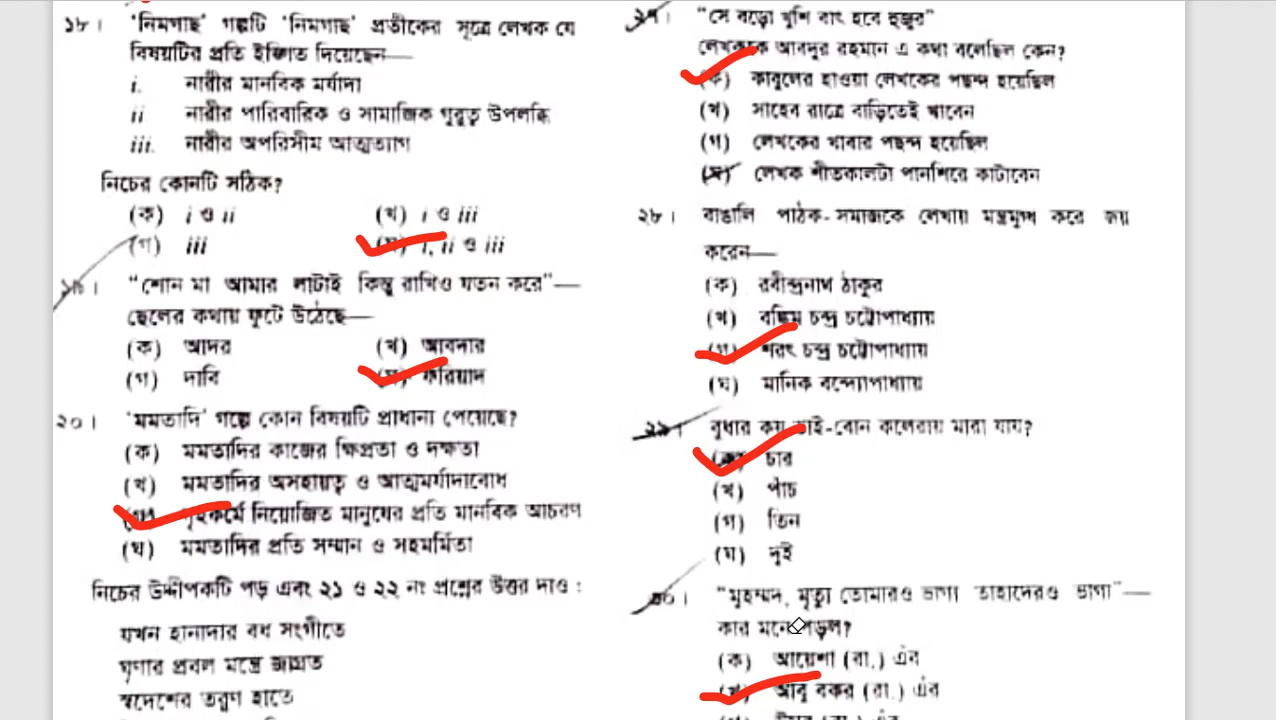 ১৮। 'নিমগাছ' গল্পটি 'নিমগাছ' প্রতীকের সূত্রে লেখক যে
বিষয়টির প্রতি ইঙ্গিত দিয়েছেন—
i. নারীর মানবিক মর্যাদা
ii নারীর পারিবারিক ও সামাজিক গুরুত্ব উপলব্ধি
iii. নারীর অপরিসীম আত্মত্যাগ
নিচের কোনটি সঠিক?
(ক) i ও ii (খ) i ও iii
(গ) iii (ঘ) i, ii ও iii
১৯। "শোন মা আমার লাটাই কিন্তু রাখিও যতন করে"—
ছেলের কথায় ফুটে উঠেছে—
(ক) আদর (খ) আবদার
(গ) দাবি (ঘ) ফরিয়াদ
২০। 'মমতাদি' গল্পে কোন বিষয়টি প্রাধান্য পেয়েছে?
(ক) মমতাদির কাজের ক্ষিপ্রতা ও দক্ষতা
(খ) মমতাদির অসহায়ত্ব ও আত্মমর্যাদাবোধ
(গ) গৃহকর্মে নিয়োজিত মানুষের প্রতি মানবিক আচরণ
(ঘ) মমতাদির প্রতি সম্মান ও সহমর্মিতা
নিচের উদ্দীপকটি পড় এবং ২১ ও ২২ নং প্রশ্নের উত্তর দাও :
যখন হানাদার বধ সংগীতে
ঘৃণার প্রবল মন্ত্রে জাগ্রত
স্বদেশের তরুণ হাতে
২৭। "সে বড়ো খুশি বাৎ হবে হুজুর"
লেখককে আবদুর রহমান এ কথা বলেছিল কেন?
(ক) কাবুলের হাওয়া লেখকের পছন্দ হয়েছিল
(খ) সাহেব রাত্রে বাড়িতেই খাবেন
(গ) লেখকের খাবার পছন্দ হয়েছিল
(ঘ) লেখক শীতকালটা পানশিরে কাটাবেন
২৮। বাঙালি পাঠক-সমাজকে লেখায় মন্ত্রমুগ্ধ করে জয়
করেন—
(ক) রবীন্দ্রনাথ ঠাকুর
(খ) বঙ্কিম চন্দ্র চট্টোপাধ্যায়
(গ) শরৎ চন্দ্র চট্টোপাধ্যায়
(ঘ) মানিক বন্দ্যোপাধ্যায়
২৯। বুধার কয় ভাই-বোন কলেরায় মারা যায়?
(ক) চার
(খ) পাঁচ
(গ) তিন
(ঘ) দুই
৩০। "মুহম্মদ, মৃত্যু তোমারও ভাগ্য তাহাদেরও ভাগ্য"—
কার মনে পড়ল?
(ক) আয়েশা (রা.) এঁর
(খ) আবু বকর (রা.) এঁর